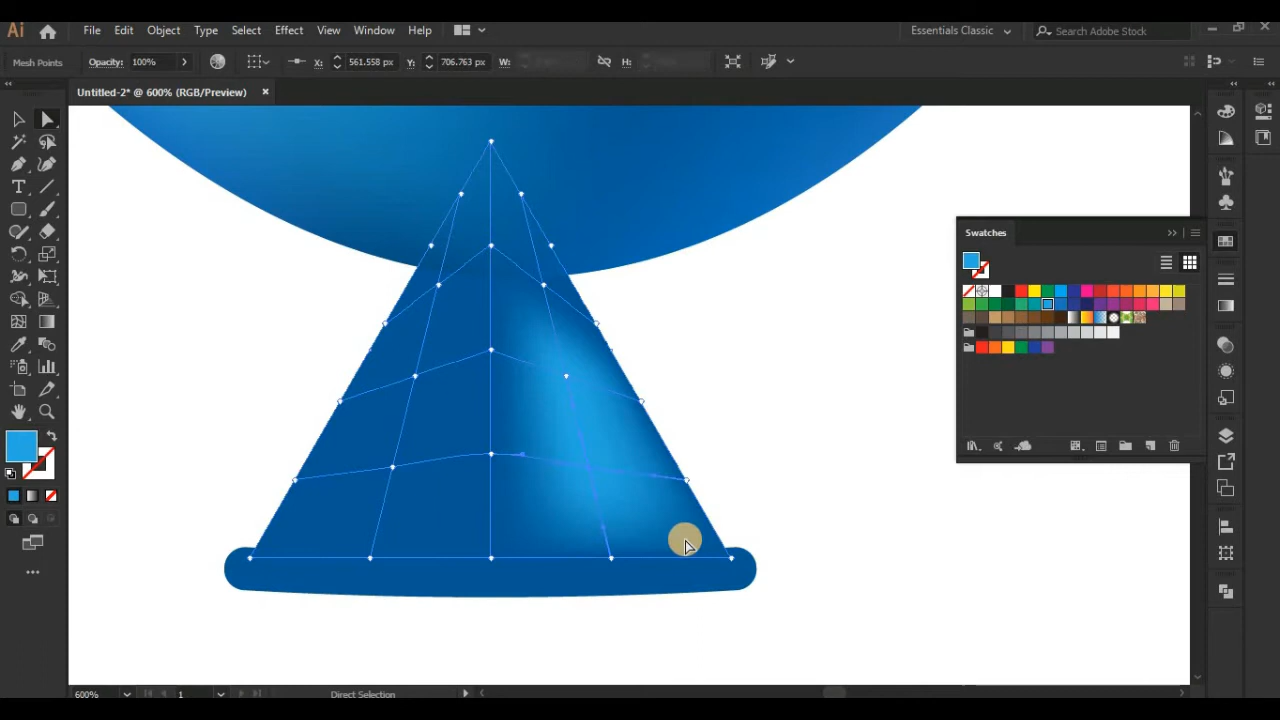 Ai File Edit Object Type Select Effect View Window Help Essentials Classic Search Adobe Stock
Mesh Points Opacity: 100% X: 561.558 px Y: 706.763 px W: H:
Untitled-2* @ 600% (RGB/Preview)
Swatches
600% 1 Direct Selection